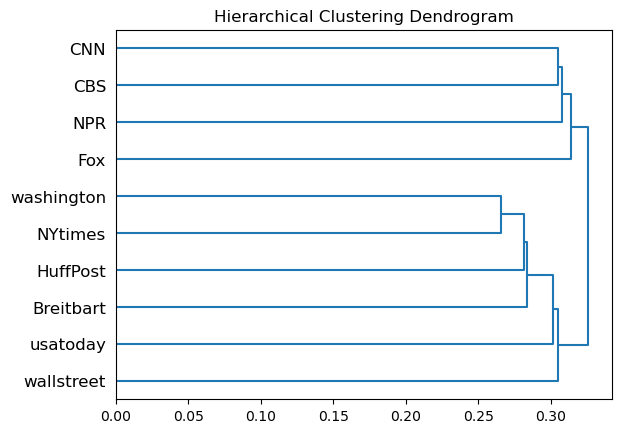 Hierarchical Clustering Dendrogram
CNN
CBS
NPR
Fox
washington
NYtimes
HuffPost
Breitbart
usatoday
wallstreet
0.00 0.05 0.10 0.15 0.20 0.25 0.30